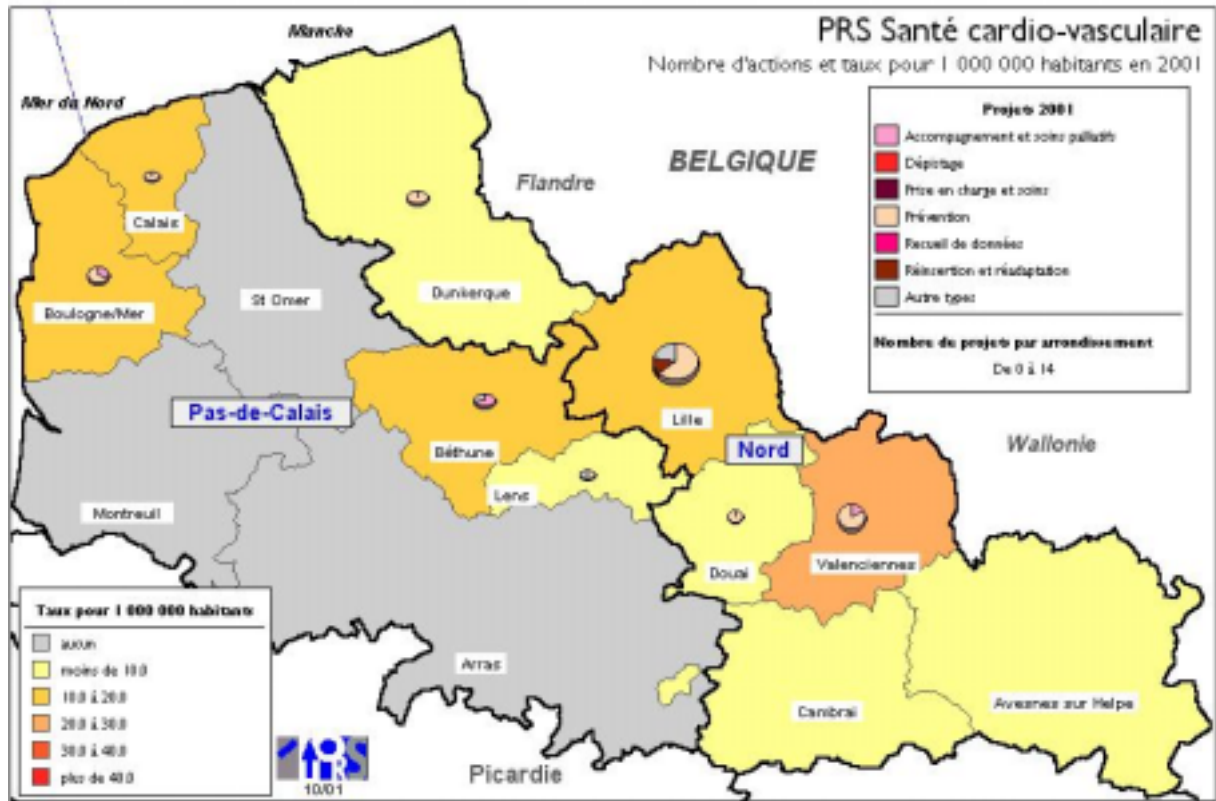 PRS Santé cardio-vasculaire
Nombre d'actions et taux pour 1 000 000 habitants en 2001
Manche
Mer du Nord
Projets 2001
Accompagnement et soins palliatifs
Dépistage
Prise en charge et soins
Prévention
Recueil de données
Réinsertion et réadaptation
Autre types
Nombre de projets par arrondissement
De 0 à 14
BELGIQUE
Flandre
Calais
Boulogne/Mer
St Omer
Dunkerque
Pas-de-Calais
Lille
Nord
Wallonie
Béthune
Lens
Montreuil
Douai
Valenciennes
Arras
Cambrai
Avesnes sur Helpe
Picardie
Taux pour 1 000 000 habitants
aucun
moins de 10,0
10,0 à 20,0
20,0 à 30,0
30,0 à 40,0
plus de 40,0
ORS
10/01